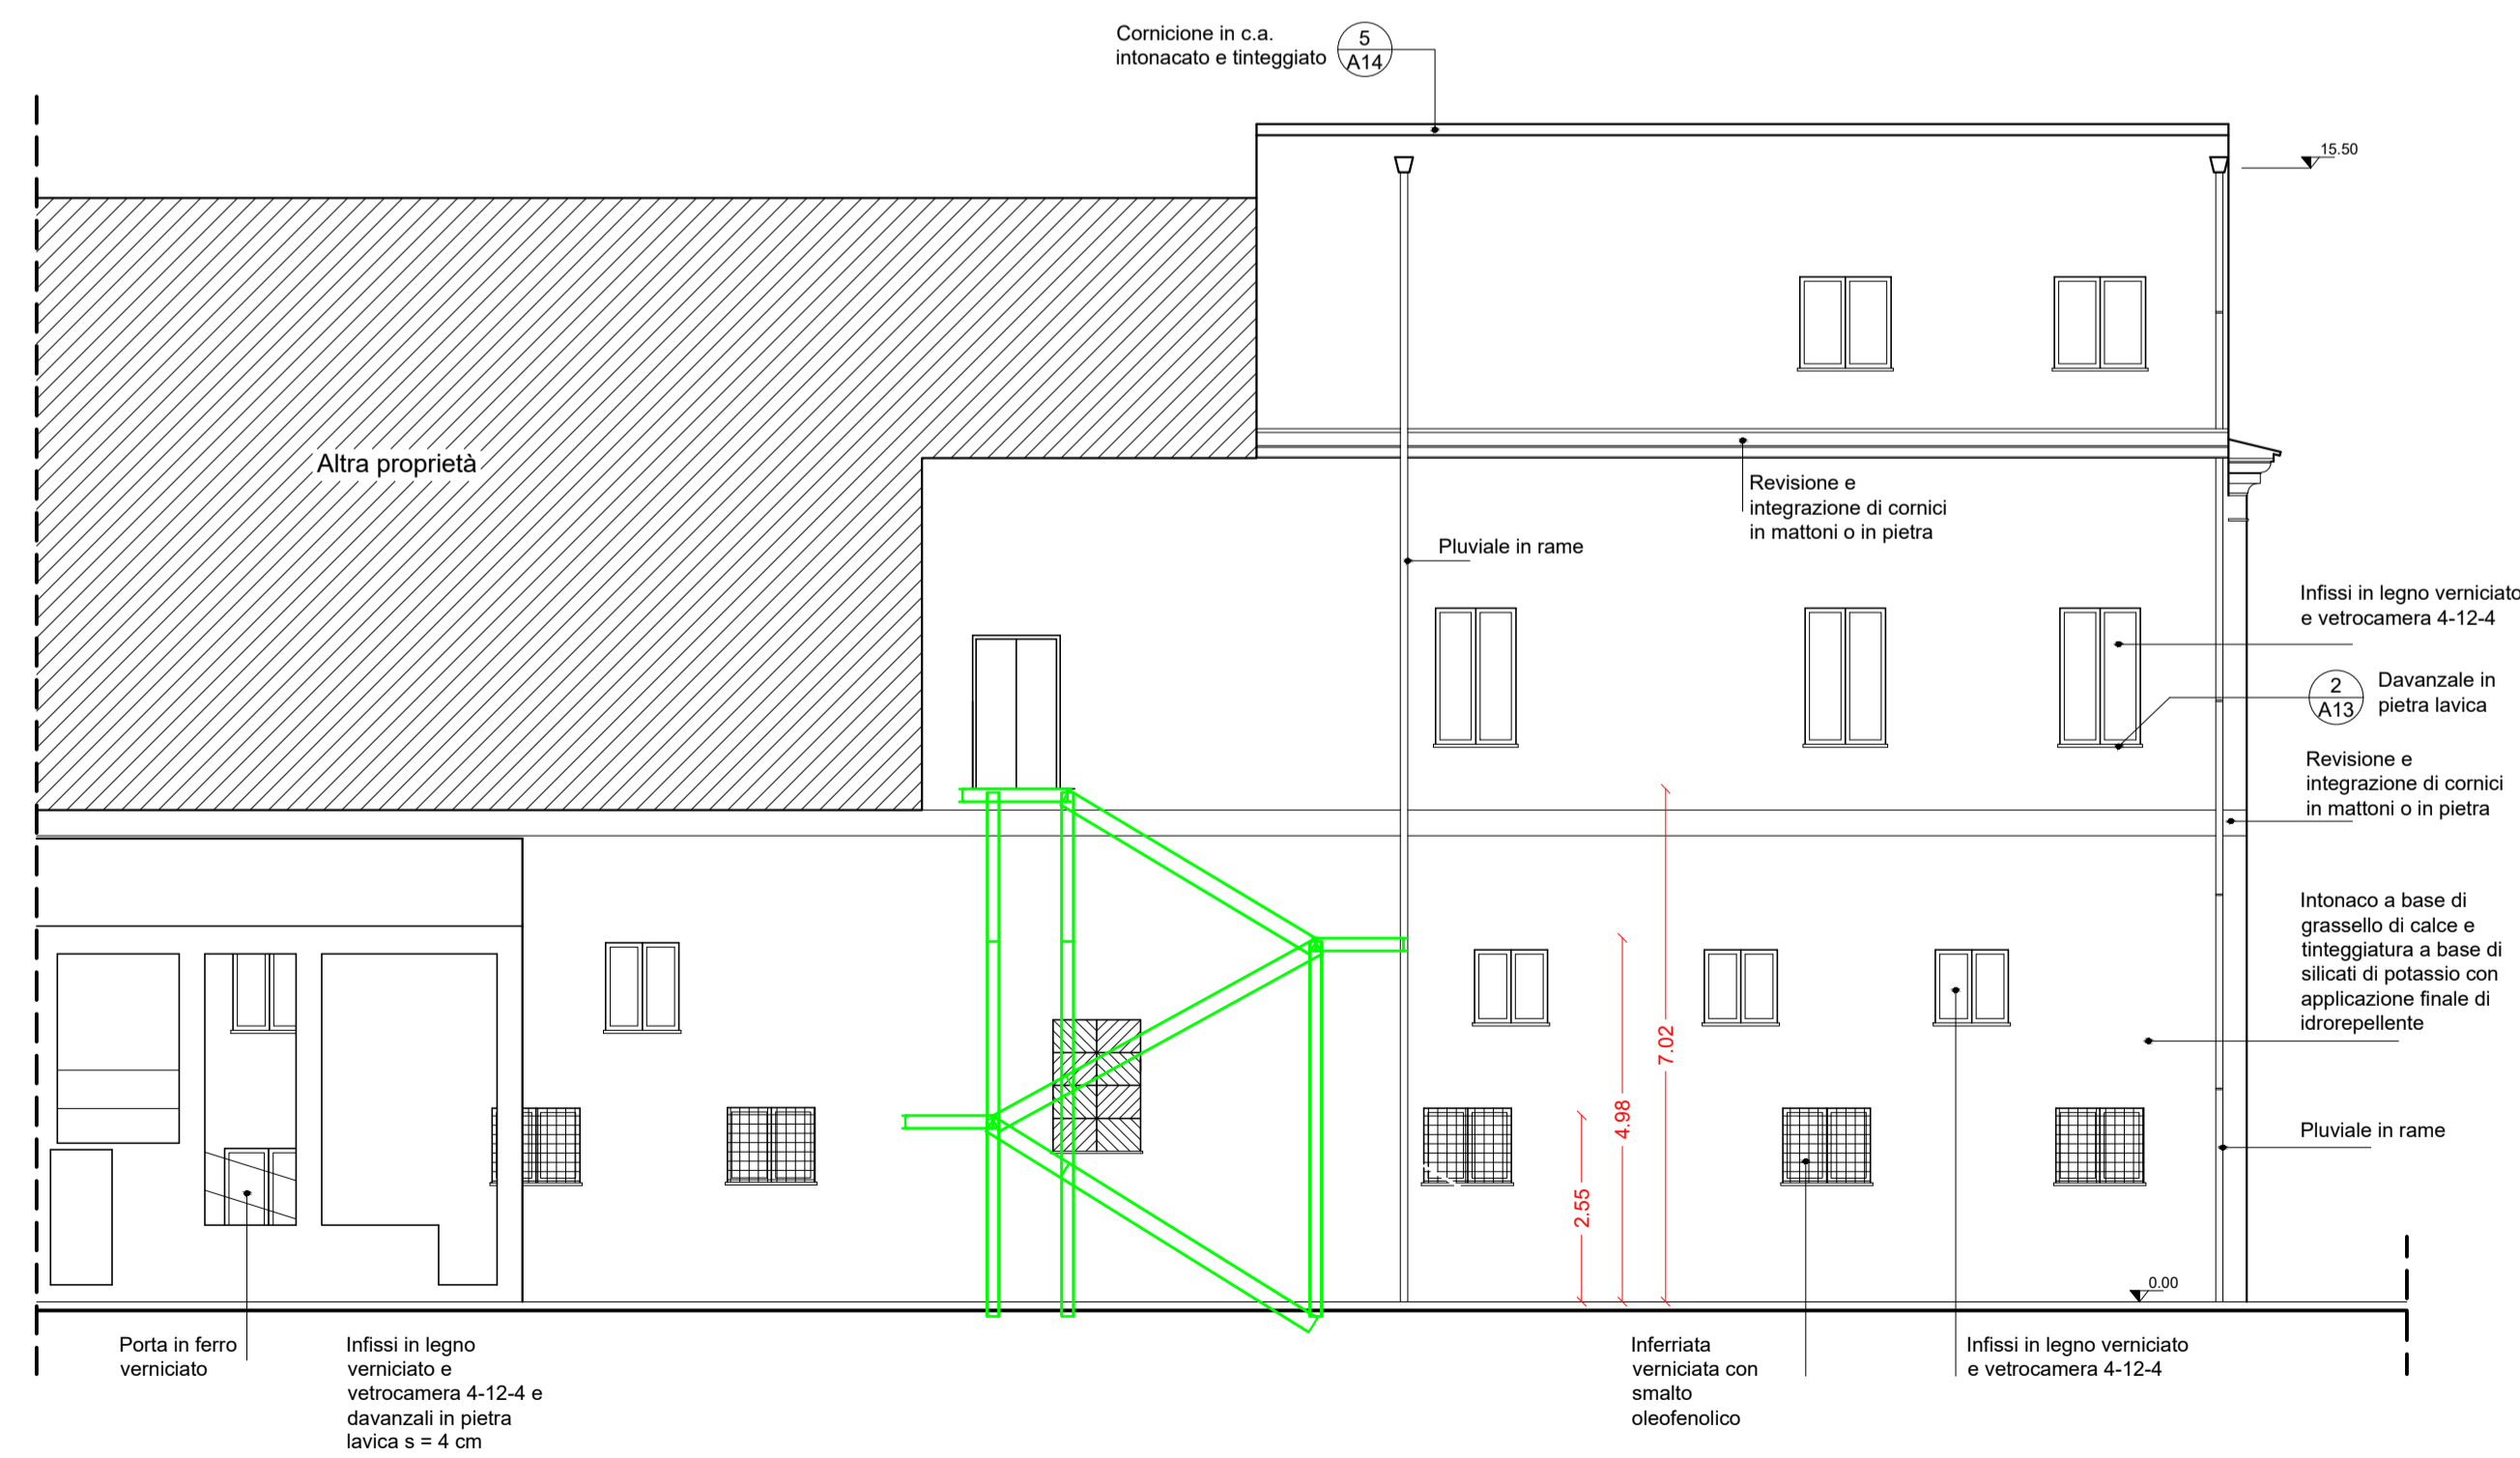 Cornicione in c.a.
intonacato e tinteggiato
5
A14
15.50
Altra proprietà
Revisione e
integrazione di cornici
in mattoni o in pietra
Pluviale in rame
Infissi in legno verniciato
e vetrocamera 4-12-4
2
A13
Davanzale in
pietra lavica
Revisione e
integrazione di cornici
in mattoni o in pietra
Intonaco a base di
grassello di calce e
tinteggiatura a base di
silicati di potassio con
applicazione finale di
idrorepellente
7.02
4.98
2.55
Pluviale in rame
0.00
Porta in ferro
verniciato
Infissi in legno
verniciato e
vetrocamera 4-12-4 e
davanzali in pietra
lavica s = 4 cm
Inferriata
verniciata con
smalto
oleofenolico
Infissi in legno verniciato
e vetrocamera 4-12-4